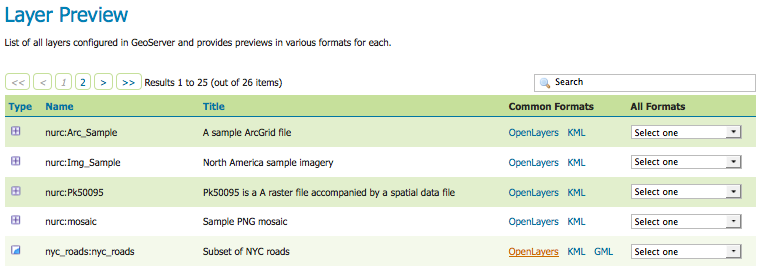 Layer Preview
List of all layers configured in GeoServer and provides previews in various formats for each.
<< < 1 2 > >> Results 1 to 25 (out of 26 items) Search
Type Name Title Common Formats All Formats
nurc:Arc_Sample A sample ArcGrid file OpenLayers KML Select one
nurc:Img_Sample North America sample imagery OpenLayers KML Select one
nurc:Pk50095 Pk50095 is a A raster file accompanied by a spatial data file OpenLayers KML Select one
nurc:mosaic Sample PNG mosaic OpenLayers KML Select one
nyc_roads:nyc_roads Subset of NYC roads OpenLayers KML GML Select one